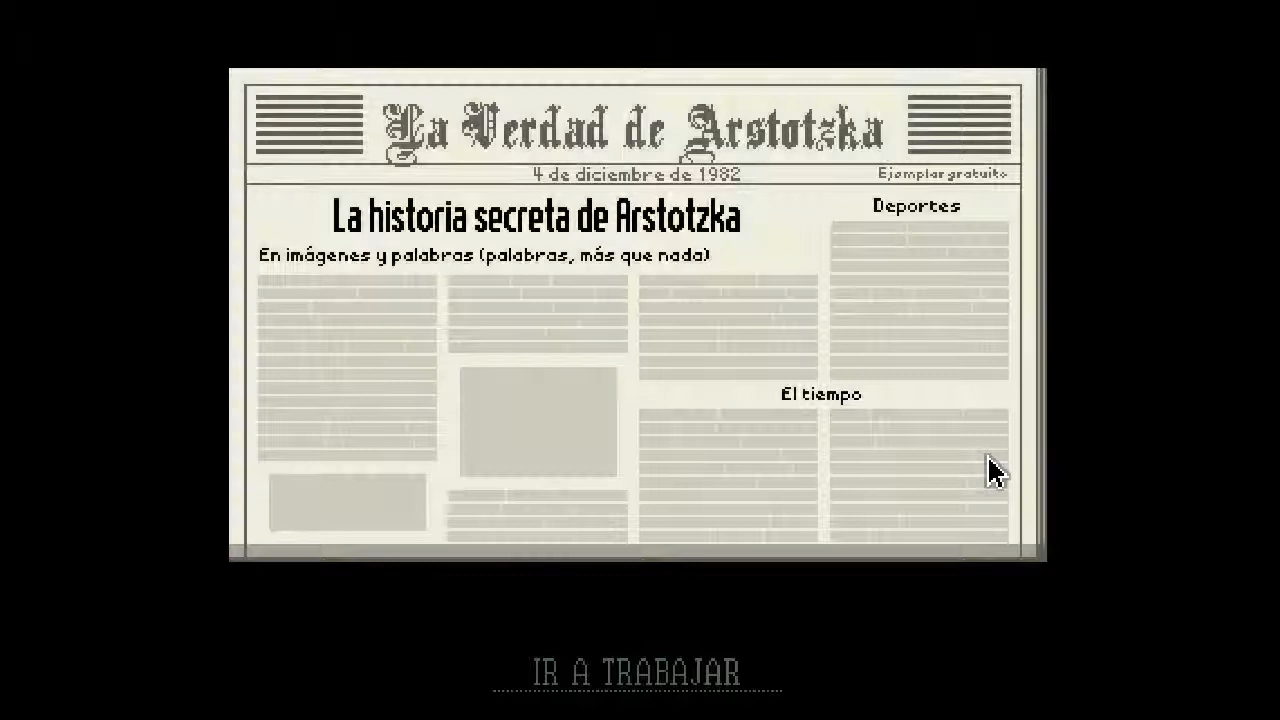 La Verdad de Arstotzka
4 de diciembre de 1982
Ejemplar gratuito
La historia secreta de Arstotzka
En imágenes y palabras (palabras, más que nada)
Deportes
El tiempo
IR A TRABAJAR